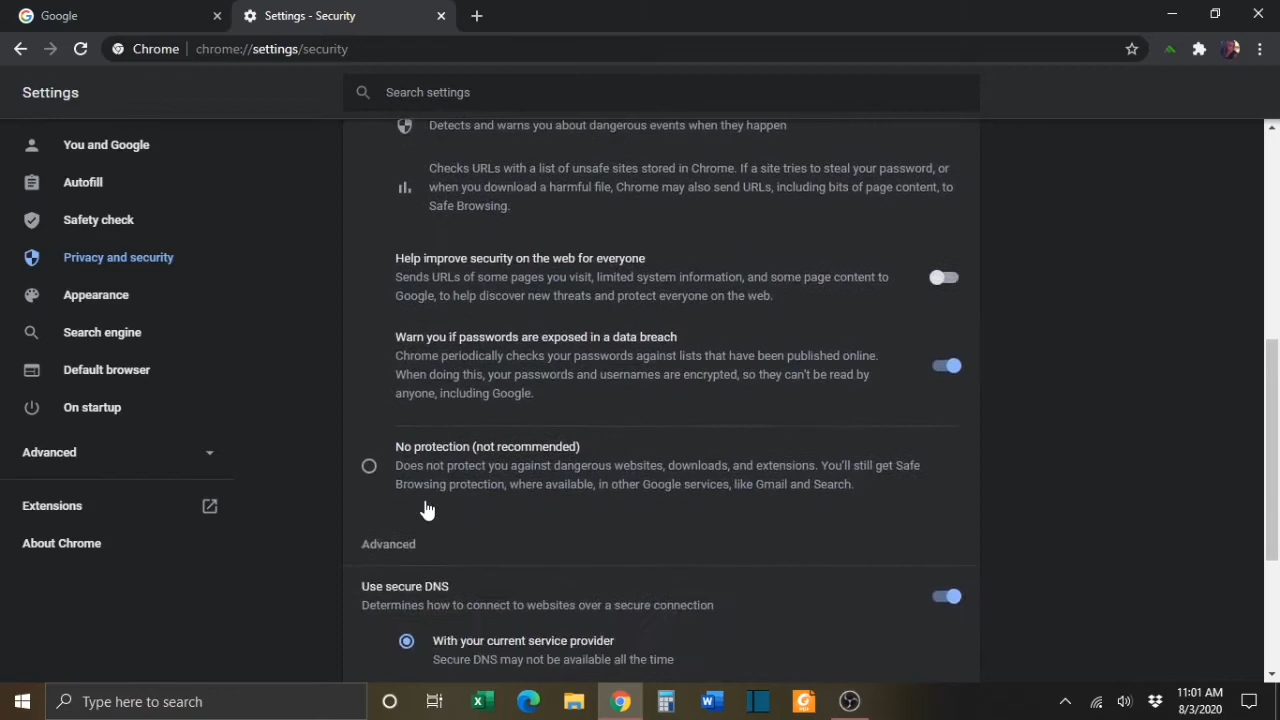 Google
Settings - Security
Chrome
chrome://settings/security
Settings
Search settings
You and Google
Autofill
Safety check
Privacy and security
Appearance
Search engine
Default browser
On startup
Advanced
Extensions
About Chrome
Detects and warns you about dangerous events when they happen
Checks URLs with a list of unsafe sites stored in Chrome. If a site tries to steal your password, or
when you download a harmful file, Chrome may also send URLs, including bits of page content, to
Safe Browsing.
Help improve security on the web for everyone
Sends URLs of some pages you visit, limited system information, and some page content to
Google, to help discover new threats and protect everyone on the web.
Warn you if passwords are exposed in a data breach
Chrome periodically checks your passwords against lists that have been published online.
When doing this, your passwords and usernames are encrypted, so they can't be read by
anyone, including Google.
No protection (not recommended)
Does not protect you against dangerous websites, downloads, and extensions. You'll still get Safe
Browsing protection, where available, in other Google services, like Gmail and Search.
Advanced
Use secure DNS
Determines how to connect to websites over a secure connection
With your current service provider
Secure DNS may not be available all the time
Type here to search
11:01 AM
8/3/2020